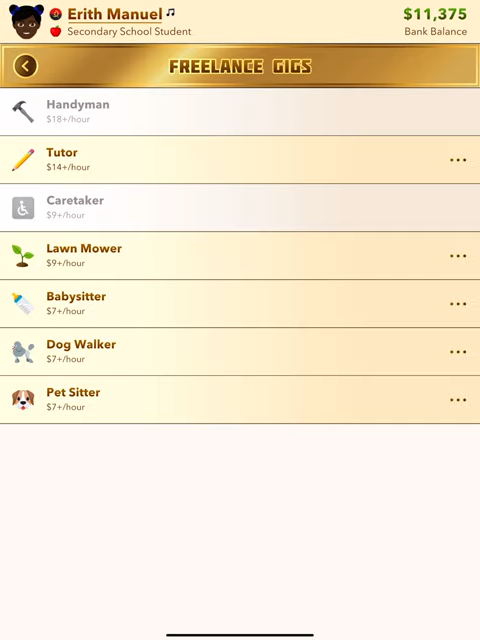 Erith Manuel
$11,375
Secondary School Student
Bank Balance
FREELANCE GIGS
Handyman
$18+/hour
Tutor
$14+/hour
Caretaker
$9+/hour
Lawn Mower
$9+/hour
Babysitter
$7+/hour
Dog Walker
$7+/hour
Pet Sitter
$7+/hour